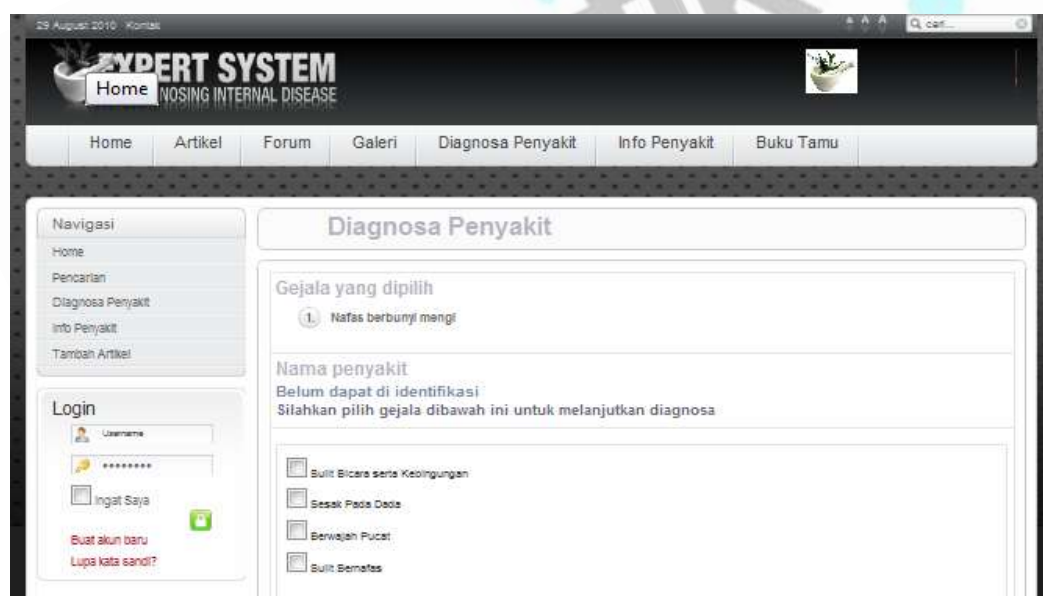 29 August 2010 Kontak
A A A
cari...
EXPERT SYSTEM
Home NOSING INTERNAL DISEASE
Home Artikel Forum Galeri Diagnosa Penyakit Info Penyakit Buku Tamu
Navigasi
Home
Pencarian
Diagnosa Penyakit
Info Penyakit
Tambah Artikel
Login
Username
••••••••
Ingat Saya
Buat akun baru
Lupa kata sandi?
Diagnosa Penyakit
Gejala yang dipilih
1. Nafas berbunyi mengi
Nama penyakit
Belum dapat di identifikasi
Silahkan pilih gejala dibawah ini untuk melanjutkan diagnosa
Sulit Bicara serta Kebingungan
Sesak Pada Dada
Berwajah Pucat
Sulit Bernafas